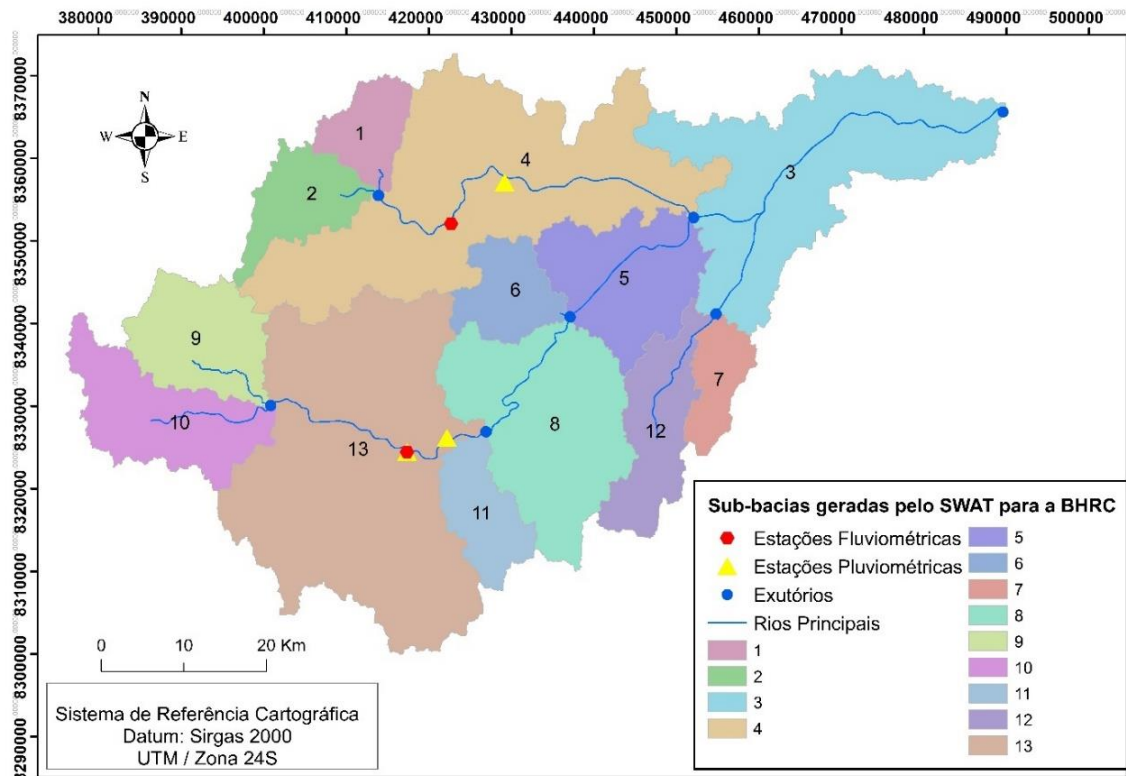 380000 390000 400000 410000 420000 430000 440000 450000 460000 470000 480000 490000 500000
8370000
8360000
8350000
8340000
8330000
8320000
8310000
8300000
8290000
N
W E
S
1
2
3
4
5
6
7
8
9
10
11
12
13
0 10 20 Km
Sistema de Referência Cartográfica
Datum: Sirgas 2000
UTM / Zona 24S
Sub-bacias geradas pelo SWAT para a BHRC
Estações Fluviométricas
Estações Pluviométricas
Exutórios
Rios Principais
1
2
3
4
5
6
7
8
9
10
11
12
13